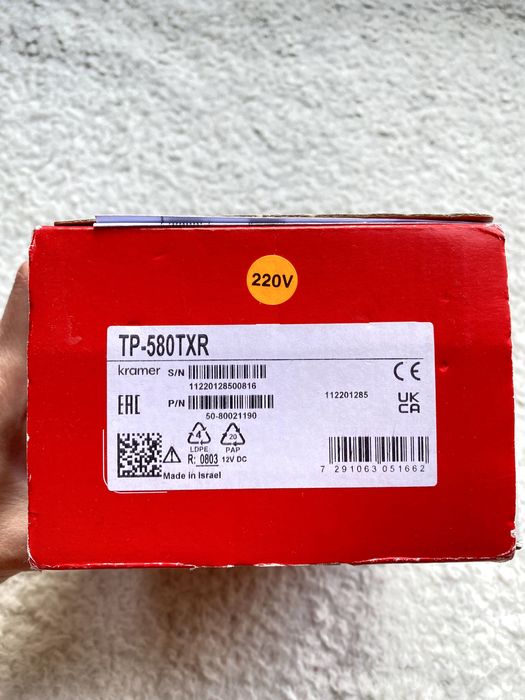 220V
TP-580TXR
kramer S/N
11220128500816
112201285
EAC P/N
50-80021190
UK
CA
4 20
LDPE PAP
R: 0803 12V DC
Made in Israel
7 291063 051662
CE